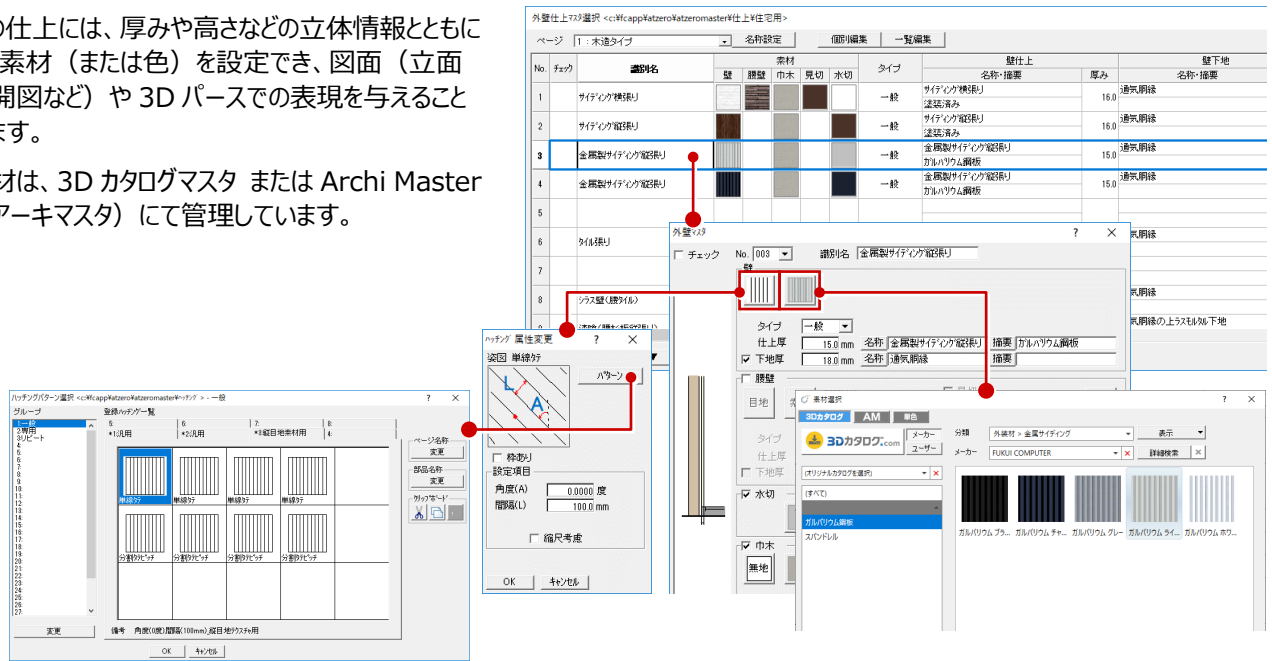 の仕上には、厚みや高さなどの立体情報とともに
素材（または色）を設定でき、図面（立面
開図など）や 3D パースでの表現を与えること
ます。
材は、3D カタログマスタ または Archi Master
アーキマスタ）にて管理しています。
外壁仕上ﾏｽﾀ選択 <c:¥fcapp¥atzero¥atzeromaster¥仕上¥住宅用>
ページ 1：木造タイプ 名称設定 個別編集 一覧編集
No. ﾁｪｯｸ 識別名 素材 タイプ 壁仕上 壁下地
壁 腰壁 巾木 見切 水切 名称・摘要 厚み 名称・摘要
1 ｻｲﾃﾞｨﾝｸﾞ横張り 一般 ｻｲﾃﾞｨﾝｸﾞ横張り 16.0 通気胴縁
塗装済み
2 ｻｲﾃﾞｨﾝｸﾞ縦張り 一般 ｻｲﾃﾞｨﾝｸﾞ縦張り 16.0 通気胴縁
塗装済み
3 金属製ｻｲﾃﾞｨﾝｸﾞ縦張り 一般 金属製ｻｲﾃﾞｨﾝｸﾞ縦張り 15.0 通気胴縁
ｶﾞﾙﾊﾞﾘｳﾑ鋼板
4 金属製ｻｲﾃﾞｨﾝｸﾞ縦張り 一般 金属製ｻｲﾃﾞｨﾝｸﾞ縦張り 15.0 通気胴縁
ｶﾞﾙﾊﾞﾘｳﾑ鋼板
5
6 ﾀｲﾙ張り 気胴縁
7
8 ｼﾗｽ壁(腰ﾀｲﾙ) 気胴縁
気胴縁の上ﾗｽﾓﾙﾀﾙ下地
外壁ﾏｽﾀ ? ×
チェック No. 003 識別名 金属製ｻｲﾃﾞｨﾝｸﾞ縦張り
壁
タイプ 一般
仕上厚 15.0 mm 名称 金属製ｻｲﾃﾞｨﾝｸﾞ縦張り 摘要 ｶﾞﾙﾊﾞﾘｳﾑ鋼板
下地厚 18.0 mm 名称 通気胴縁 摘要
腰壁
目地
タイプ
仕上厚
下地厚
水切
巾木
無地
ﾊｯﾁﾝｸﾞ属性変更 ? ×
姿図 単線ﾀﾃ
ﾊﾟﾀｰﾝ
L
A
枠あり
設定項目
角度(A) 0.0000 度
間隔(L) 100.0 mm
縮尺考慮
OK ｷｬﾝｾﾙ
素材選択 ? ×
3Dカタログ AM 単色
3Dカタログ.com メーカー
ユーザー
分類 外装材 > 金属サイディング 表示
メーカー FUKUI COMPUTER × 詳細検索 ×
(オリジナルカタログを選択) ×
(すべて)
ガルバリウム鋼板
スパンドレル
ガルバリウム ブラ... ガルバリウム チャ... ガルバリウム グレー ガルバリウム ライ... ガルバリウム ホワ...
ハッチングパターン選択 <c:¥fcapp¥atzero¥atzeromaster¥ﾊｯﾁﾝｸﾞ> - 一般 ? ×
グループ 登録ﾊｯﾁﾝｸﾞ一覧
1:一般
2:専用
3:リピート
4:
5:
6:
7:
8:
9:
10:
11:
12:
13:
14:
15:
16:
17:
18:
19:
20:
21:
22:
23:
24:
25:
26:
27:
変更
5: 6: 7: 8:
*1:汎用 *2:汎用 *3:縦目地素材用 4:
単線ﾀﾃ 単線ﾀﾃ 単線ﾀﾃ 単線ﾀﾃ
分割ﾀﾃﾋﾟｯﾁ 分割ﾀﾃﾋﾟｯﾁ 分割ﾀﾃﾋﾟｯﾁ 分割ﾀﾃﾋﾟｯﾁ
ページ名称
変更
部品名称
変更
ｸﾘｯﾌﾟﾎﾞｰﾄﾞ
備考 角度(0度)間隔(100mm)_縦目地ﾃｸｽﾁｬ用
OK ｷｬﾝｾﾙ